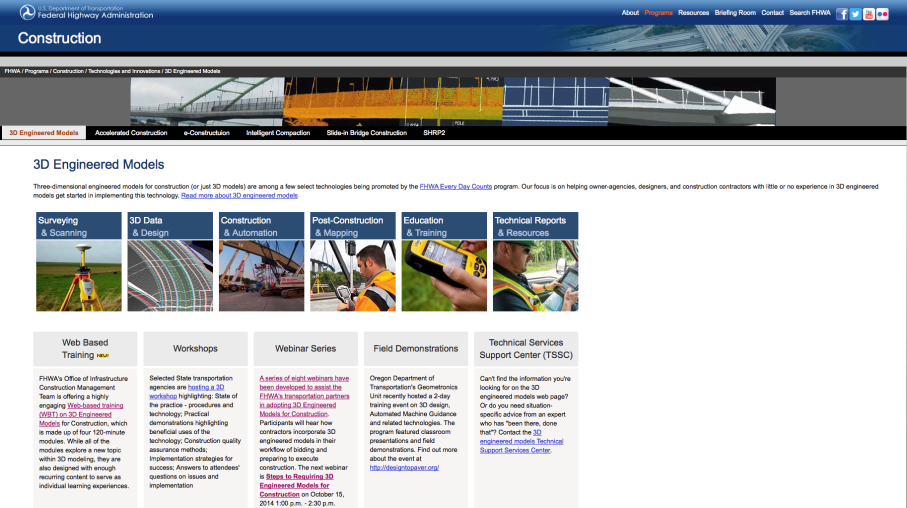 U.S. Department of Transportation
Federal Highway Administration
About Programs Resources Briefing Room Contact Search FHWA
Construction
FHWA / Programs / Construction / Technologies and Innovations / 3D Engineered Models
3D Engineered Models Accelerated Construction e-Constructuion Intelligent Compaction Slide-in Bridge Construction SHRP2
3D Engineered Models
Three-dimensional engineered models for construction (or just 3D models) are among a few select technologies being promoted by the FHWA Every Day Counts program. Our focus is on helping owner-agencies, designers, and construction contractors with little or no experience in 3D engineered
models get started in implementing this technology. Read more about 3D engineered models
Surveying
& Scanning
3D Data
& Design
Construction
& Automation
Post-Construction
& Mapping
Education
& Training
Technical Reports
& Resources
Web Based
Training NEW!
FHWA's Office of Infrastructure
Construction Management
Team is offering a highly
engaging Web-based training
(WBT) on 3D Engineered
Models for Construction, which
is made up of four 120-minute
modules. While all of the
modules explore a new topic
within 3D modeling, they are
also designed with enough
recurring content to serve as
individual learning experiences.
Workshops
Selected State transportation
agencies are hosting a 3D
workshop highlighting: State of
the practice - procedures and
technology; Practical
demonstrations highlighting
beneficial uses of the
technology; Construction quality
assurance methods;
Implementation strategies for
success; Answers to attendees'
questions on issues and
implementation
Webinar Series
A series of eight webinars have
been developed to assist the
FHWA's transportation partners
in adopting 3D Engineered
Models for Construction.
Participants will hear how
contractors incorporate 3D
engineered models in their
workflow of bidding and
preparing to execute
construction. The next webinar
is Steps to Requiring 3D
Engineered Models for
Construction on October 15,
2014 1:00 p.m. - 2:30 p.m.
Field Demonstrations
Oregon Department of
Transportation's Geometronics
Unit recently hosted a 2-day
training event on 3D design,
Automated Machine Guidance
and related technologies. The
program featured classroom
presentations and field
demonstrations. Find out more
about the event at
http://designtopaver.org/
Technical Services
Support Center (TSSC)
Can't find the information you're
looking for on the 3D
engineered models web page?
Or do you need situation-
specific advice from an expert
who has "been there, done
that"? Contact the 3D
engineered models Technical
Support Services Center.